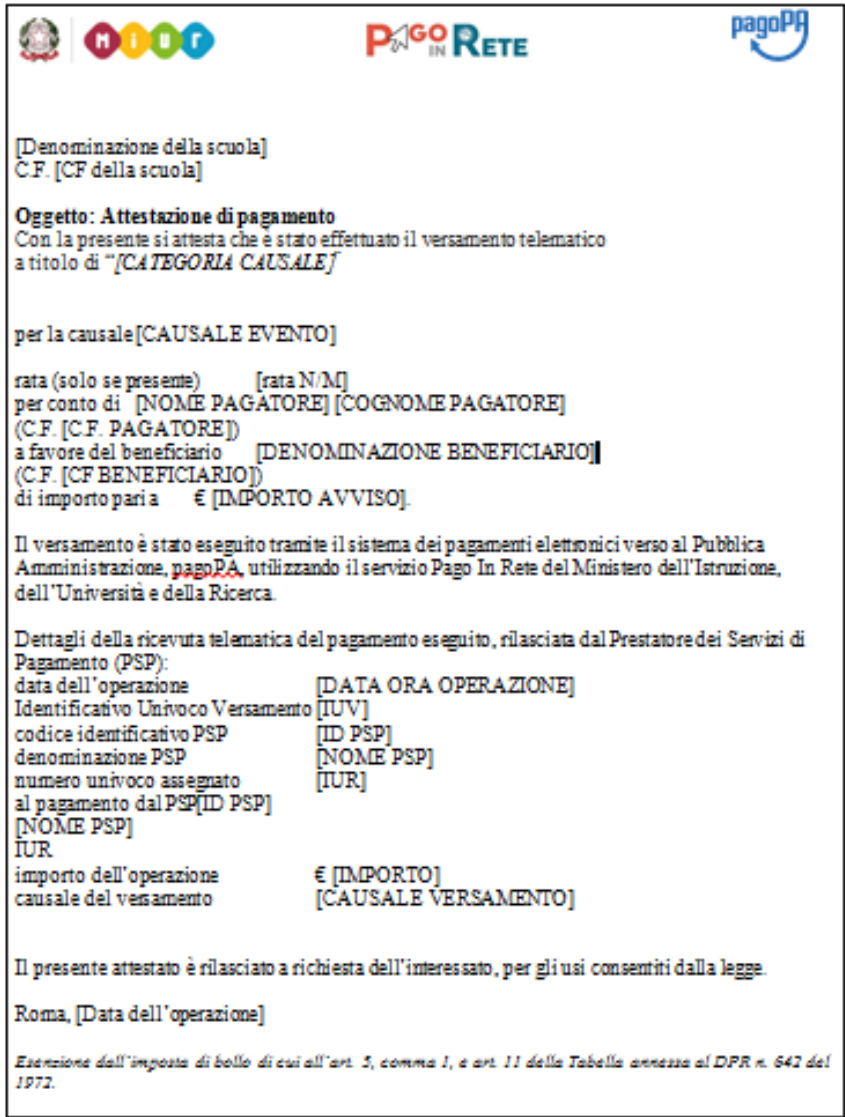 MIUR
PAGO IN RETE
pagoPA
[Denominazione della scuola]
C.F. [CF della scuola]
Oggetto: Attestazione di pagamento
Con la presente si attesta che è stato effettuato il versamento telematico
a titolo di “[CATEGORIA CAUSALE]”
per la causale [CAUSALE EVENTO]
rata (solo se presente) [rata N/M]
per conto di [NOME PAGATORE] [COGNOME PAGATORE]
(C.F. [C.F. PAGATORE])
a favore del beneficiario [DENOMINAZIONE BENEFICIARIO]
(C.F. [CF BENEFICIARIO])
di importo pari a € [IMPORTO AVVISO].
Il versamento è stato eseguito tramite il sistema dei pagamenti elettronici verso al Pubblica
Amministrazione, pagoPA, utilizzando il servizio Pago In Rete del Ministero dell’Istruzione,
dell’Università e della Ricerca.
Dettagli della ricevuta telematica del pagamento eseguito, rilasciata dal Prestatore dei Servizi di
Pagamento (PSP):
data dell’operazione [DATA ORA OPERAZIONE]
Identificativo Univoco Versamento [IUV]
codice identificativo PSP [ID PSP]
denominazione PSP [NOME PSP]
numero univoco assegnato [IUR]
al pagamento dal PSP[ID PSP]
[NOME PSP]
IUR
importo dell’operazione € [IMPORTO]
causale del versamento [CAUSALE VERSAMENTO]
Il presente attestato è rilasciato a richiesta dell’interessato, per gli usi consentiti dalla legge.
Roma, [Data dell’operazione]
Esenzione dall’imposta di bollo di cui all’art. 5, comma 1, e art. 11 della Tabella annessa al DPR n. 642 del
1972.